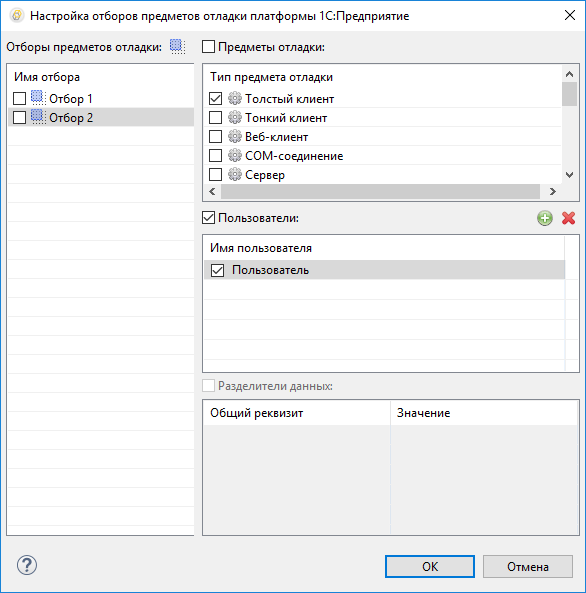 Настройка отборов предметов отладки платформы 1С:Предприятие
Отборы предметов отладки:
Имя отбора
Отбор 1
Отбор 2
Предметы отладки:
Тип предмета отладки
Толстый клиент
Тонкий клиент
Веб-клиент
COM-соединение
Сервер
Пользователи:
Имя пользователя
Пользователь
Разделители данных:
Общий реквизит Значение
?
OK Отмена